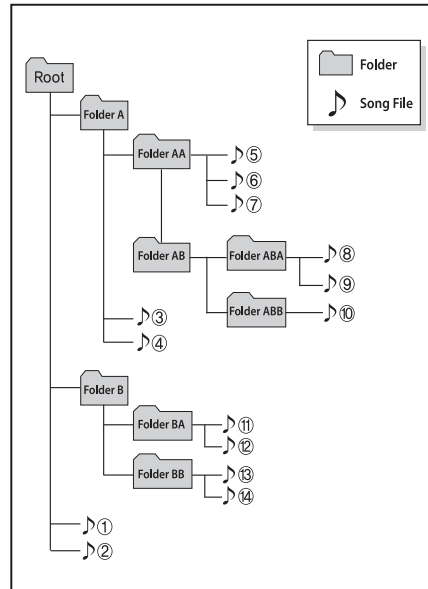 Root
Folder
Folder A
Song File
Folder AA
⑤
⑥
⑦
Folder AB
Folder ABA
⑧
⑨
Folder ABB
⑩
③
④
Folder B
Folder BA
⑪
⑫
Folder BB
⑬
⑭
①
②